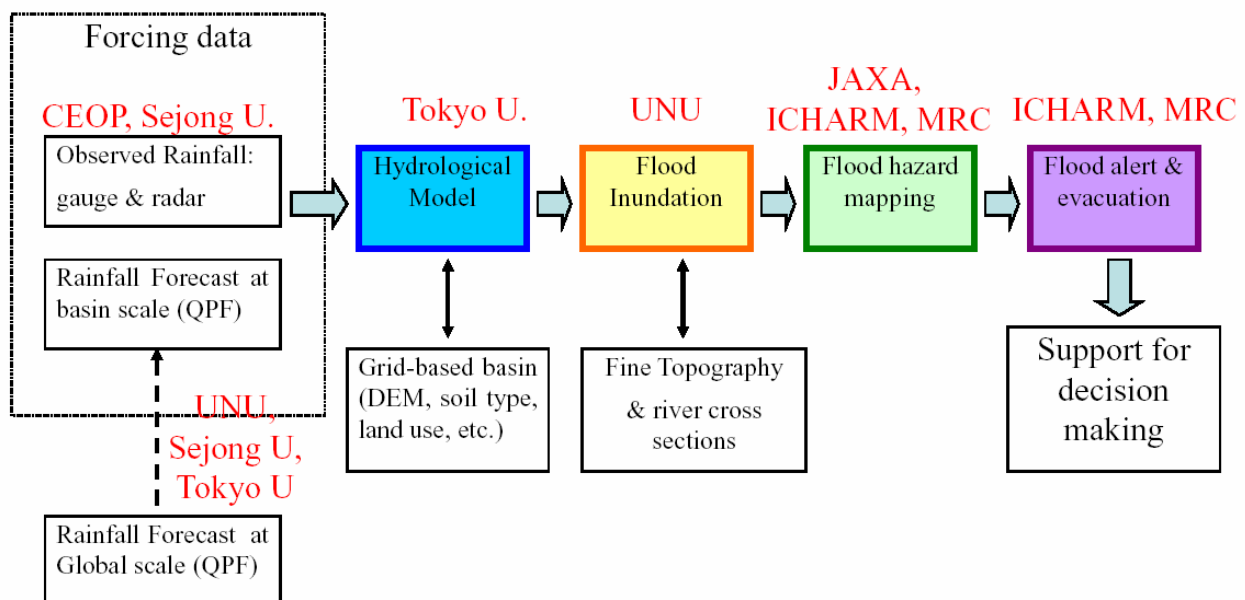 Forcing data
CEOP, Sejong U.
Observed Rainfall:
gauge & radar
Rainfall Forecast at
basin scale (QPF)
UNU,
Sejong U,
Tokyo U
Rainfall Forecast at
Global scale (QPF)
Tokyo U.
Hydrological
Model
Grid-based basin
(DEM, soil type,
land use, etc.)
UNU
Flood
Inundation
Fine Topography
& river cross
sections
JAXA,
ICHARM, MRC
Flood hazard
mapping
ICHARM, MRC
Flood alert &
evacuation
Support for
decision
making